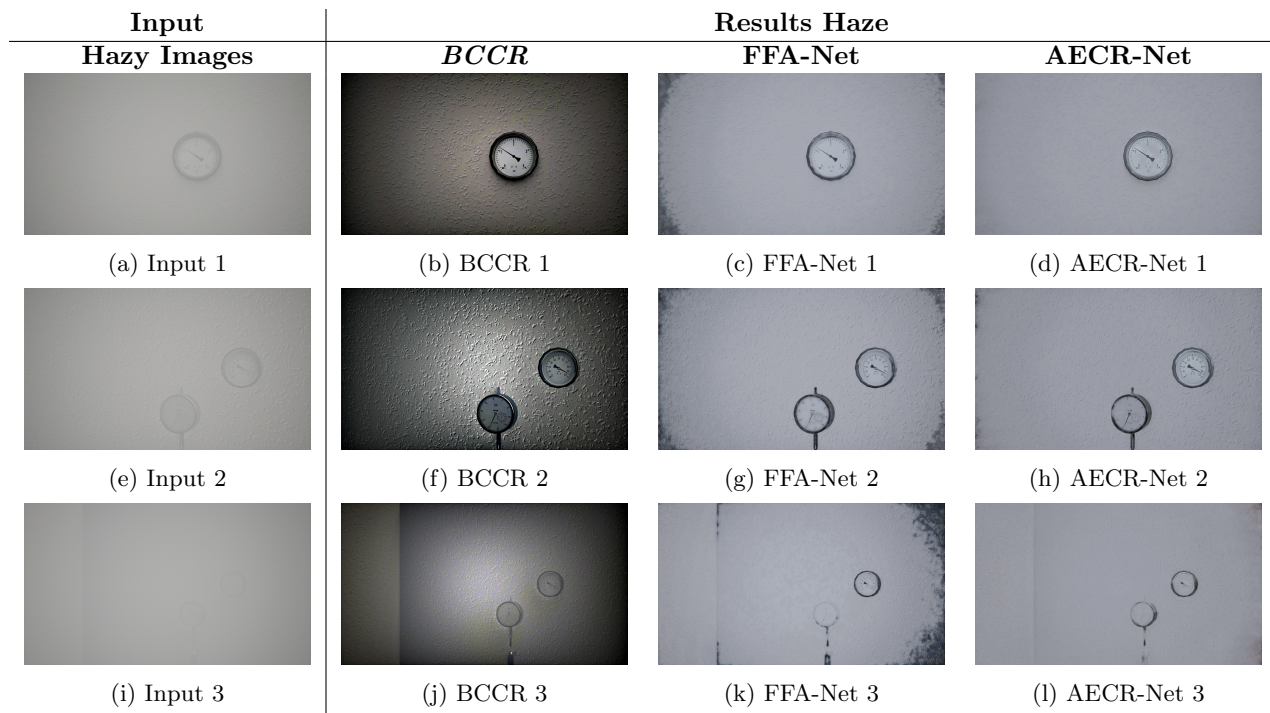 Input Results Haze
Hazy Images BCCR FFA-Net AECR-Net
(a) Input 1 (b) BCCR 1 (c) FFA-Net 1 (d) AECR-Net 1
(e) Input 2 (f) BCCR 2 (g) FFA-Net 2 (h) AECR-Net 2
(i) Input 3 (j) BCCR 3 (k) FFA-Net 3 (l) AECR-Net 3